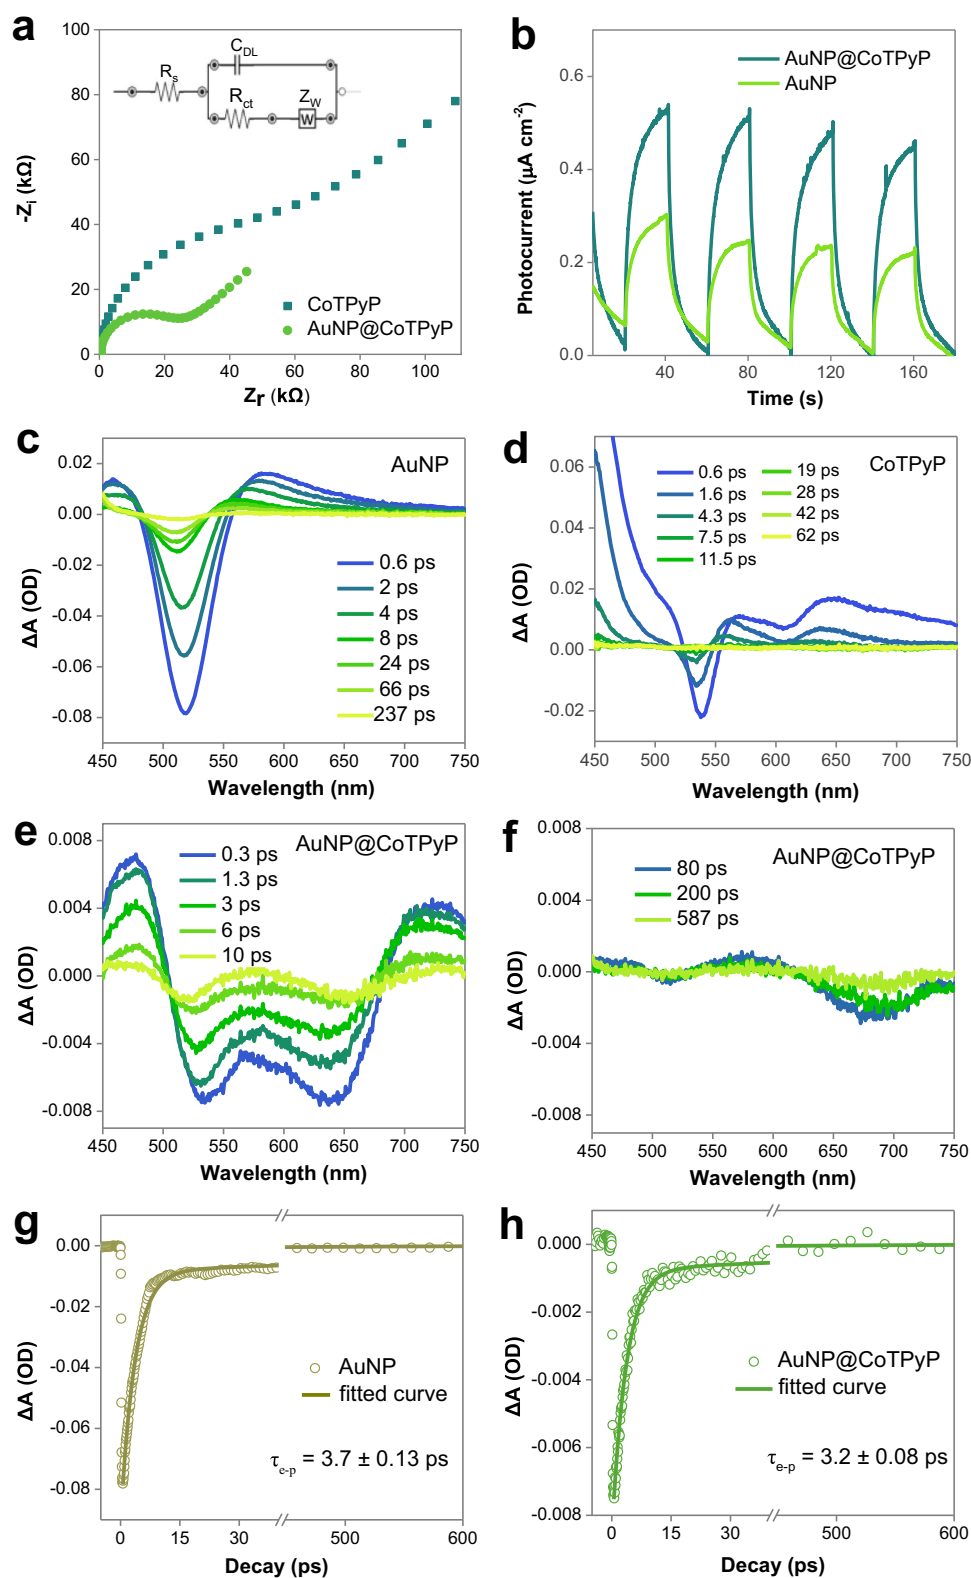 a
100
80
60
40
20
0
-Zi (kΩ)
Rs
CDL
Rct
ZW
W
CoTPyP
AuNP@CoTPyP
0 20 40 60 80 100
Zr (kΩ)
b
0.6
0.4
0.2
0.0
Photocurrent (μA cm-2)
AuNP@CoTPyP
AuNP
40 80 120 160
Time (s)
c
0.02
0.00
-0.02
-0.04
-0.06
-0.08
ΔA (OD)
AuNP
0.6 ps
2 ps
4 ps
8 ps
24 ps
66 ps
237 ps
450 500 550 600 650 700 750
Wavelength (nm)
d
0.06
0.04
0.02
0.00
-0.02
ΔA (OD)
CoTPyP
0.6 ps 19 ps
1.6 ps 28 ps
4.3 ps 42 ps
7.5 ps 62 ps
11.5 ps
450 500 550 600 650 700 750
Wavelength (nm)
e
0.008
0.004
0.000
-0.004
-0.008
ΔA (OD)
AuNP@CoTPyP
0.3 ps
1.3 ps
3 ps
6 ps
10 ps
450 500 550 600 650 700 750
Wavelength (nm)
f
0.008
0.004
0.000
-0.004
-0.008
ΔA (OD)
AuNP@CoTPyP
80 ps
200 ps
587 ps
450 500 550 600 650 700 750
Wavelength (nm)
g
0.00
-0.02
-0.04
-0.06
-0.08
ΔA (OD)
AuNP
fitted curve
τe-p = 3.7 ± 0.13 ps
0 15 30 500 600
Decay (ps)
h
0.000
-0.002
-0.004
-0.006
-0.008
ΔA (OD)
AuNP@CoTPyP
fitted curve
τe-p = 3.2 ± 0.08 ps
0 15 30 500 600
Decay (ps)